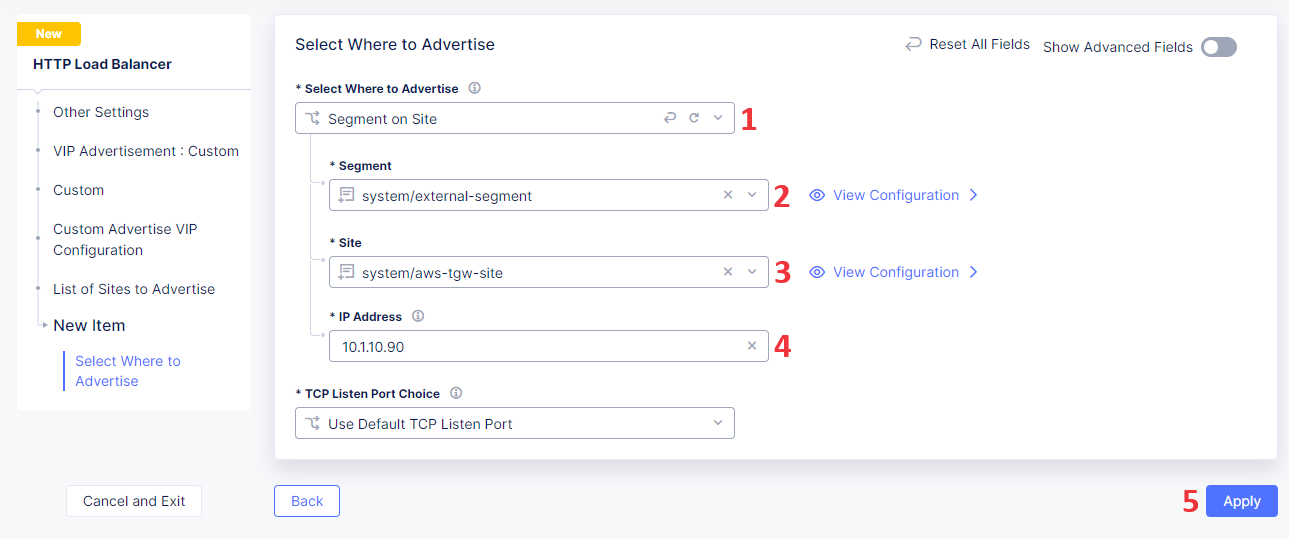 New
HTTP Load Balancer
Other Settings
VIP Advertisement : Custom
Custom
Custom Advertise VIP
Configuration
List of Sites to Advertise
New Item
Select Where to
Advertise
Cancel and Exit
Select Where to Advertise
Reset All Fields
Show Advanced Fields
* Select Where to Advertise
Segment on Site
1
* Segment
system/external-segment
2
View Configuration
* Site
system/aws-tgw-site
3
View Configuration
* IP Address
10.1.10.90
4
* TCP Listen Port Choice
Use Default TCP Listen Port
Back
5
Apply